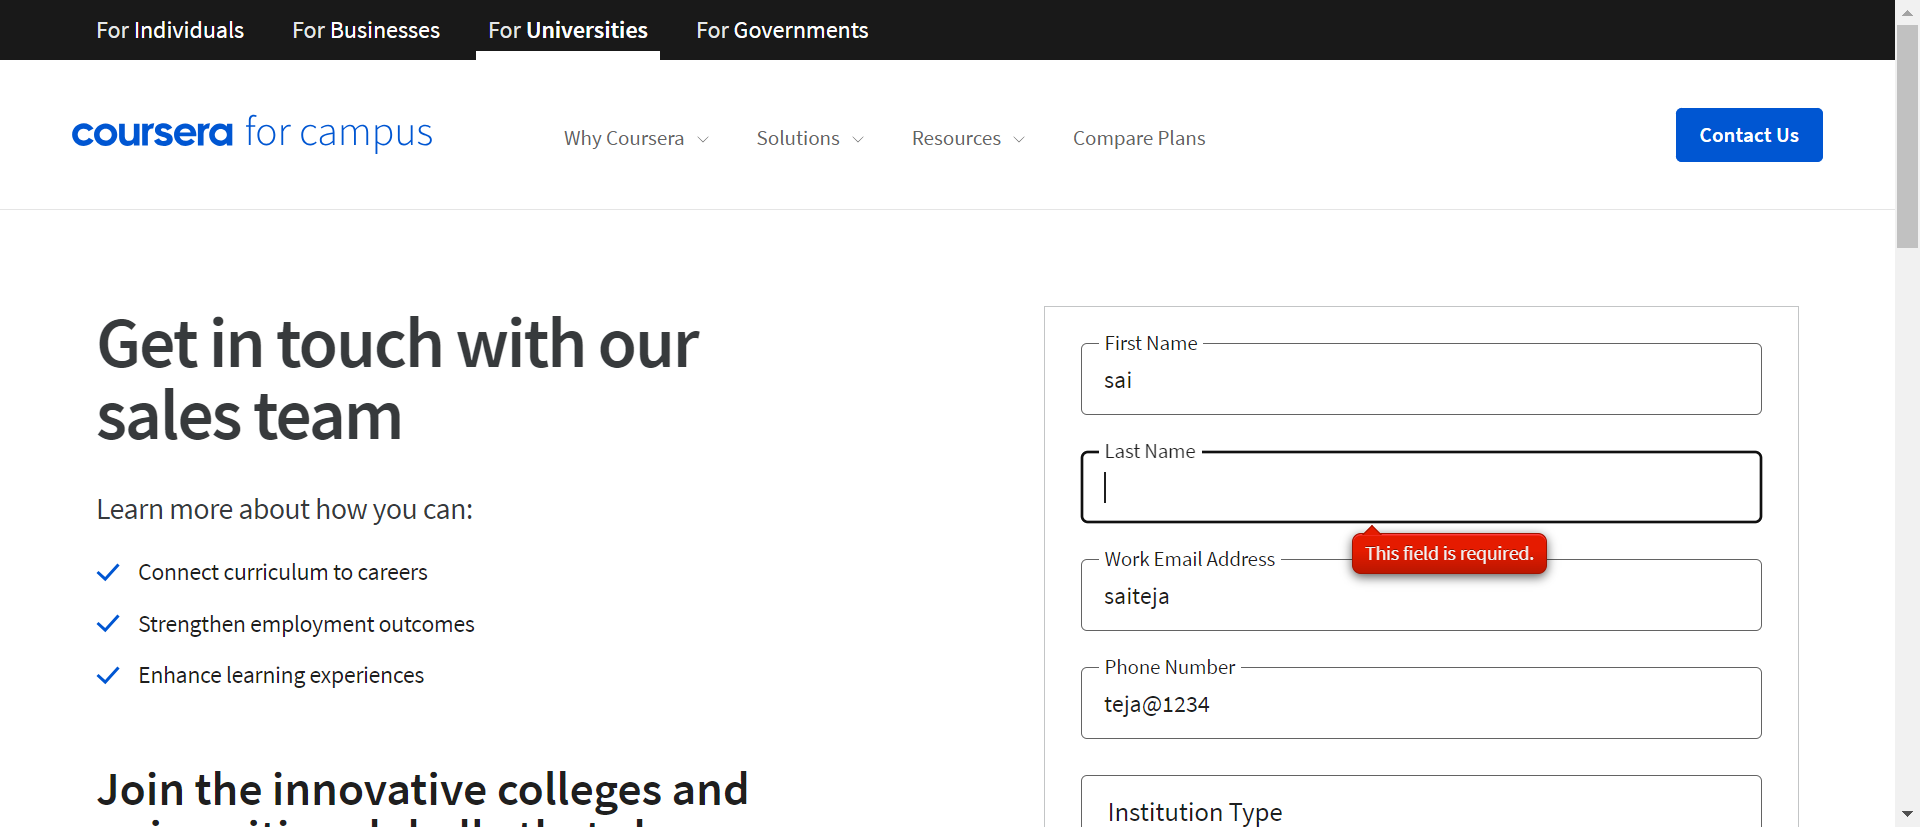 For Individuals
For Businesses
For Universities
For Governments
coursera for campus
Why Coursera
Solutions
Resources
Compare Plans
Contact Us
Get in touch with our
sales team
Learn more about how you can:
Connect curriculum to careers
Strengthen employment outcomes
Enhance learning experiences
Join the innovative colleges and
First Name
sai
Last Name
This field is required.
Work Email Address
saiteja
Phone Number
teja@1234
Institution Type